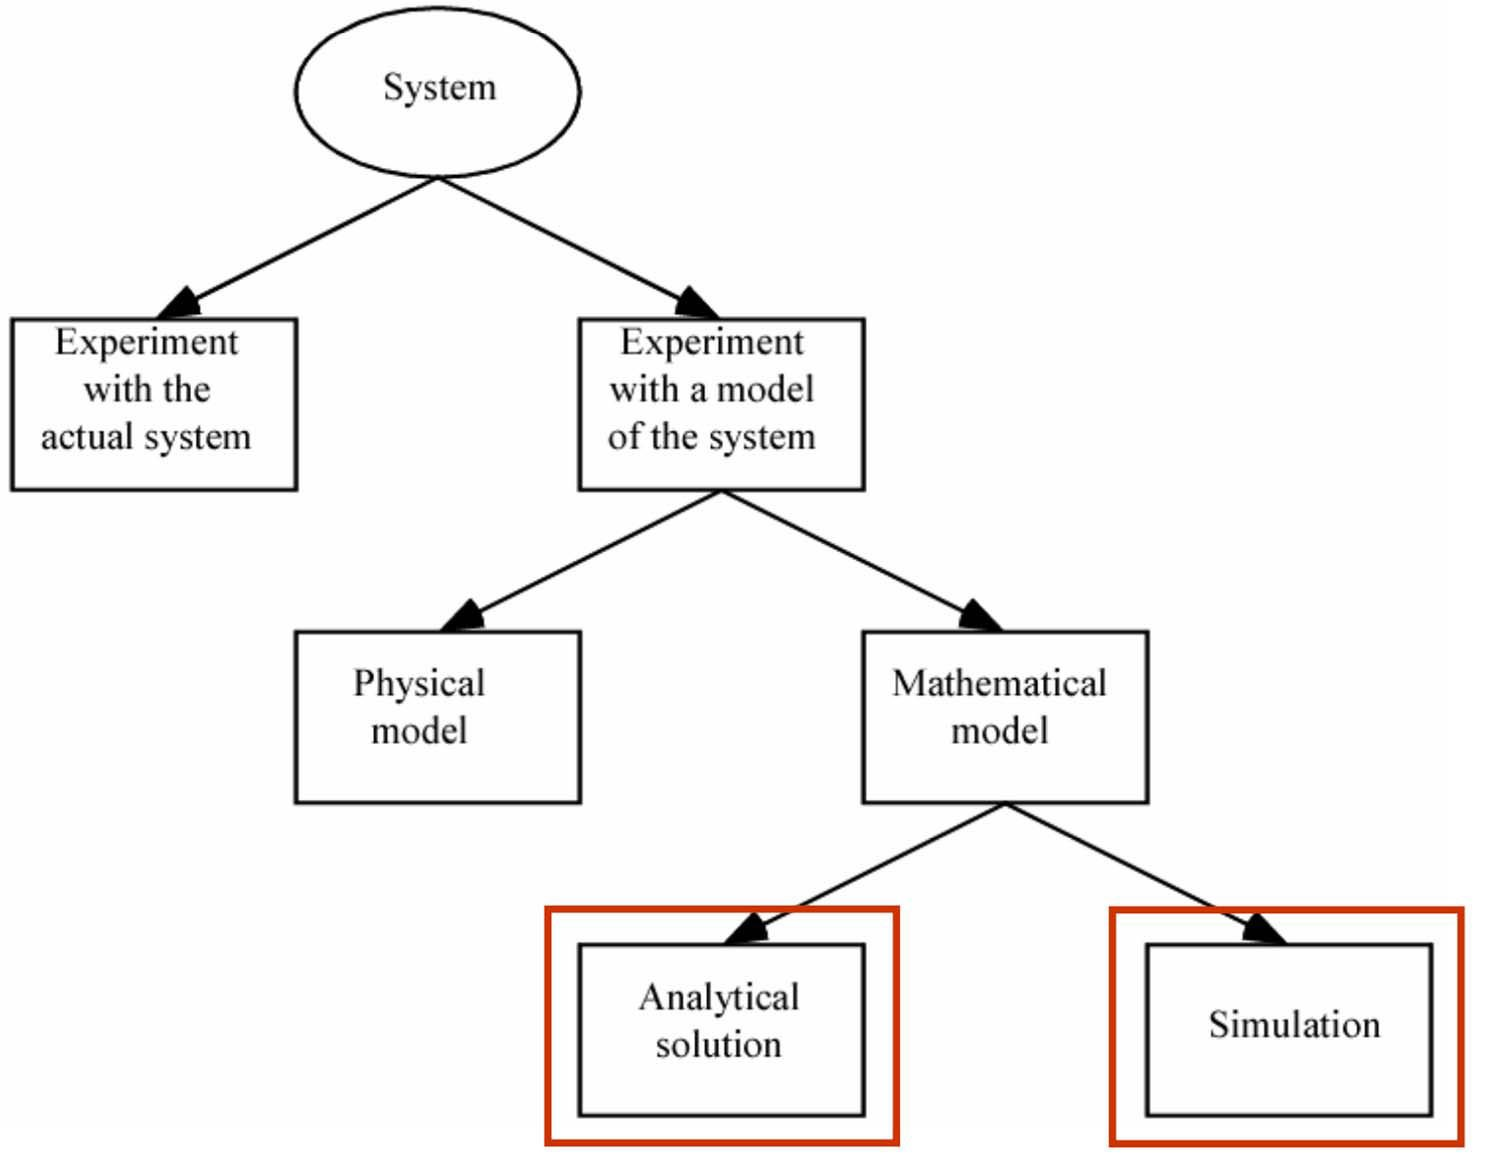 System
Experiment
with the
actual system
Experiment
with a model
of the system
Physical
model
Mathematical
model
Analytical
solution
Simulation